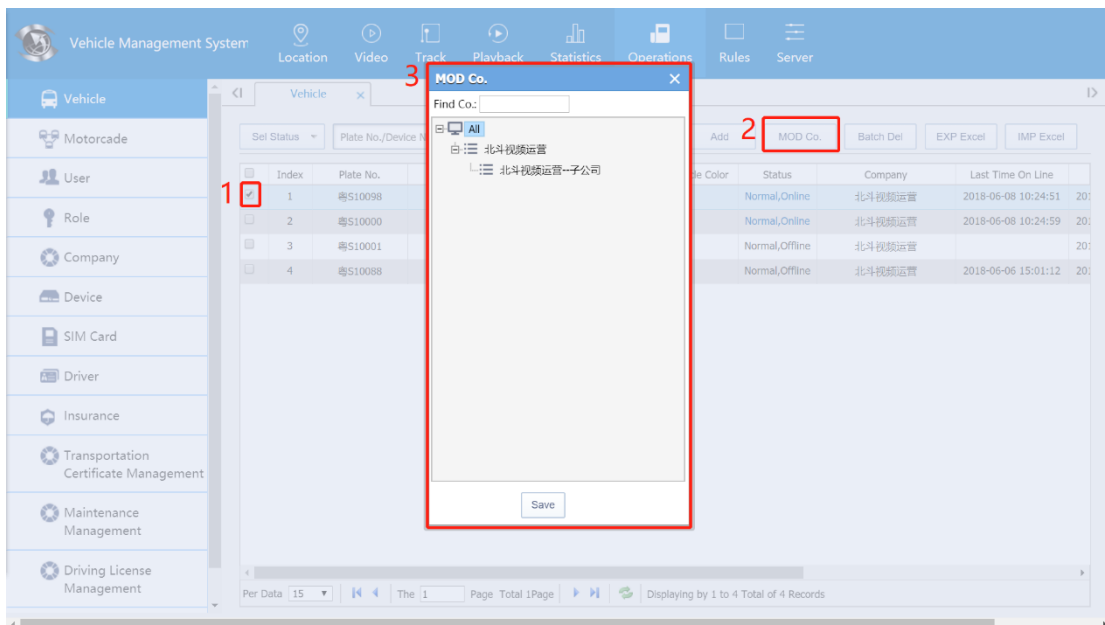 Vehicle Management System
Location
Video
Track
Playback
Statistics
Operations
Rules
Server
Vehicle
Motorcade
User
Role
Company
Device
SIM Card
Driver
Insurance
Transportation
Certificate Management
Maintenance
Management
Driving License
Management
Vehicle
Sel Status
Plate No./Device N
Add
2
MOD Co.
Batch Del
EXP Excel
IMP Excel
Index Plate No. de Color Status Company Last Time On Line
1
1 粤S10098 Normal,Online 北斗视频运营 2018-06-08 10:24:51 201
2 粤S10000 Normal,Online 北斗视频运营 2018-06-08 10:24:59 201
3 粤S10001 Normal,Offline 北斗视频运营 201
4 粤S10088 Normal,Offline 北斗视频运营 2018-06-06 15:01:12 201
3
MOD Co.
Find Co.:
All
北斗视频运营
北斗视频运营--子公司
Save
Per Data 15 The 1 Page Total 1Page Displaying by 1 to 4 Total of 4 Records